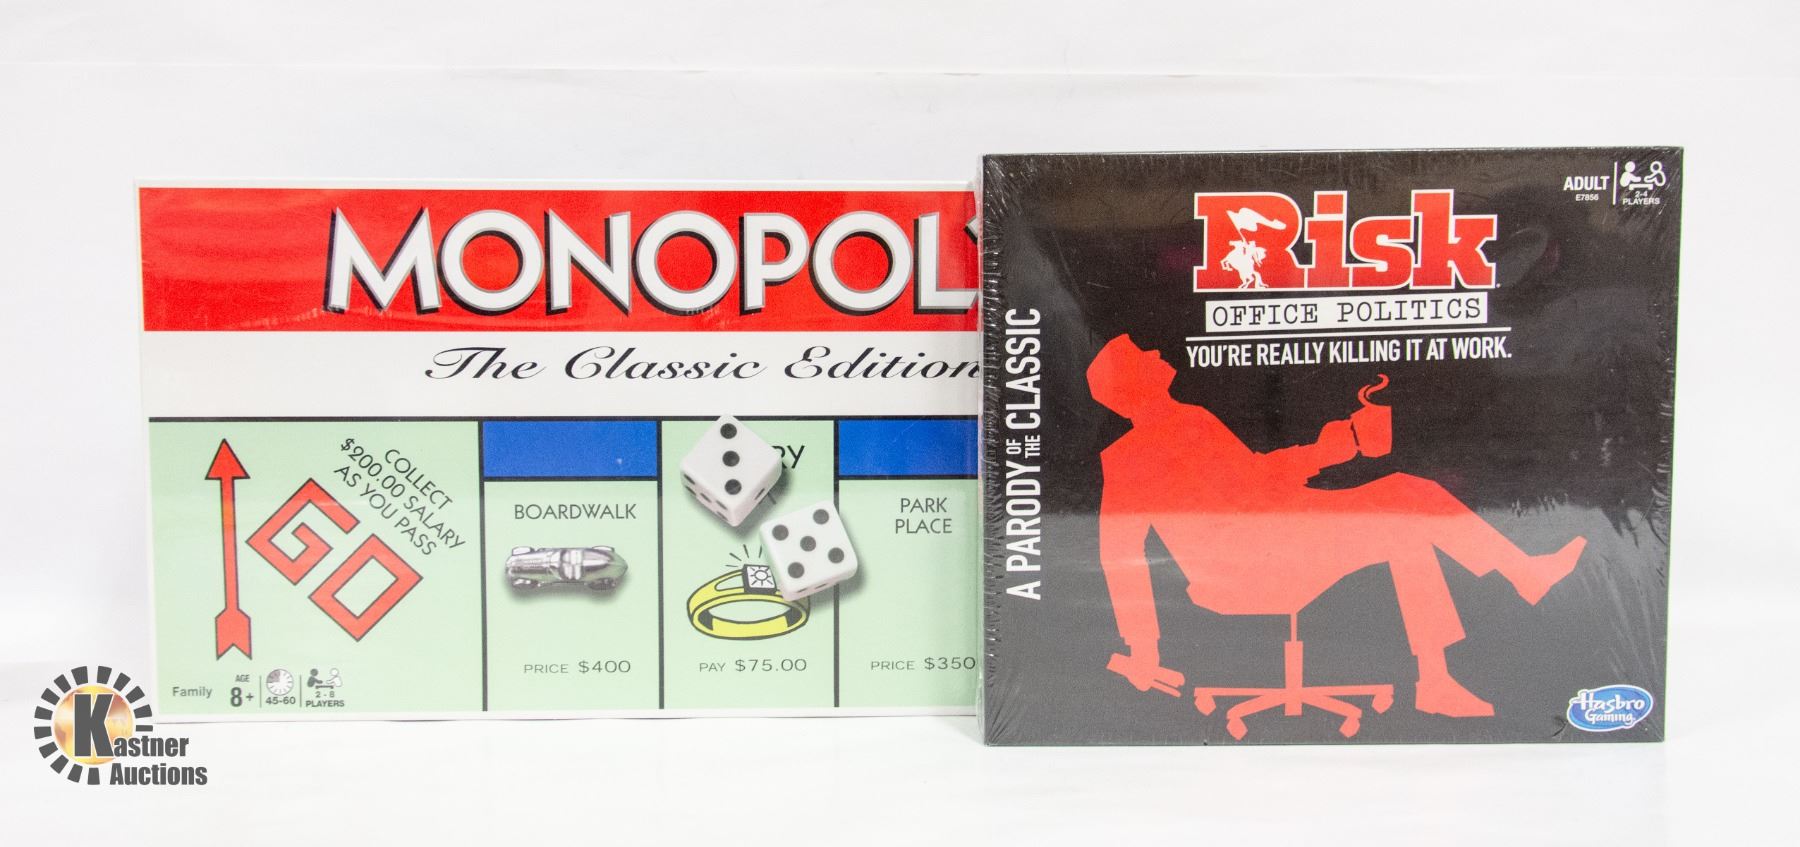 MONOPOLY
The Classic Edition
COLLECT
$200.00 SALARY
AS YOU PASS
GO
BOARDWALK
PRICE $400
RY
PAY $75.00
PARK
PLACE
PRICE $350
Family
AGE
8+
45-60
2 - 8
PLAYERS
A PARODY OF THE CLASSIC
ADULT
E7856
2-4
PLAYERS
Risk
OFFICE POLITICS
YOU'RE REALLY KILLING IT AT WORK.
Hasbro
Gaming
Kastner
Auctions